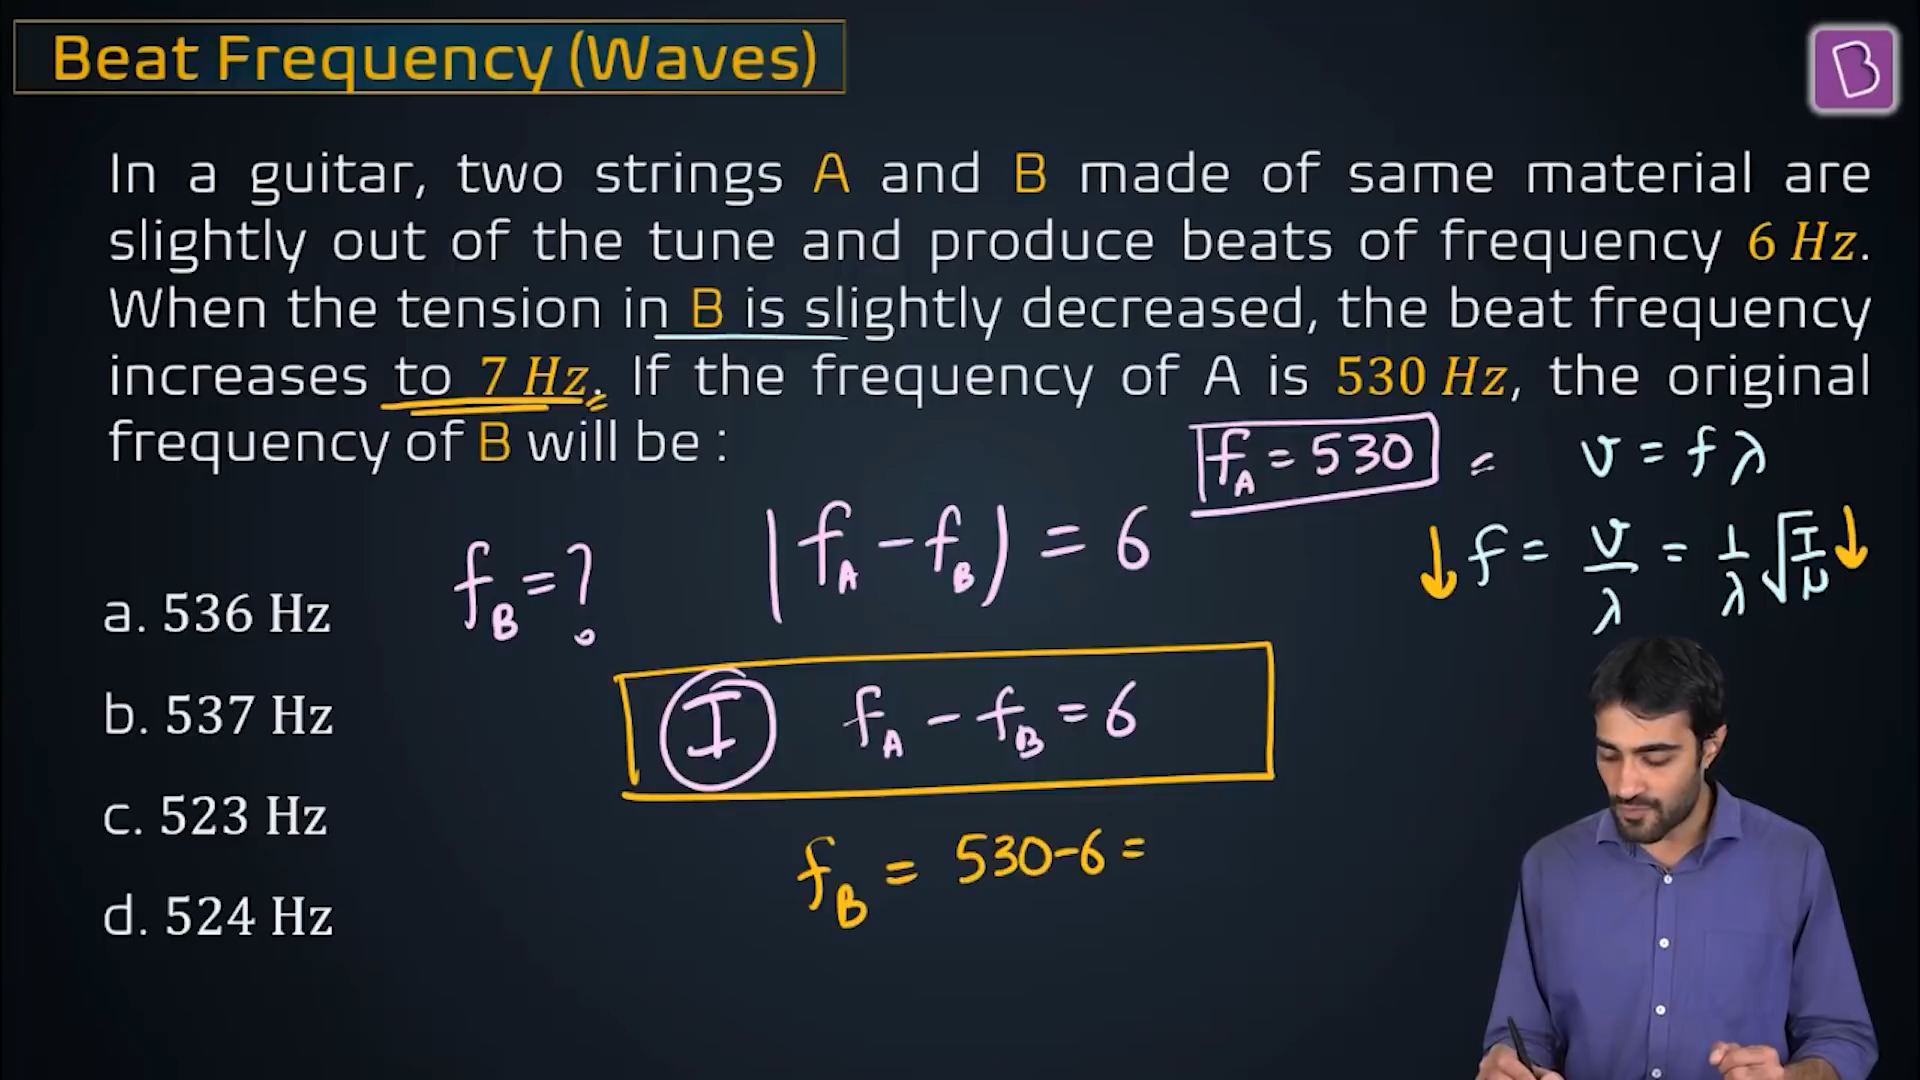 Beat Frequency (Waves)
B
In a guitar, two strings A and B made of same material are
slightly out of the tune and produce beats of frequency 6 Hz.
When the tension in B is slightly decreased, the beat frequency
increases to 7 Hz. If the frequency of A is 530 Hz, the original
frequency of B will be :
f_A = 530 =
v = fλ
f_B = ?
|f_A - f_B) = 6
↓ f = v/λ = 1/λ √T/μ ↓
a. 536 Hz
b. 537 Hz
c. 523 Hz
d. 524 Hz
I f_A - f_B = 6
f_B = 530-6 =